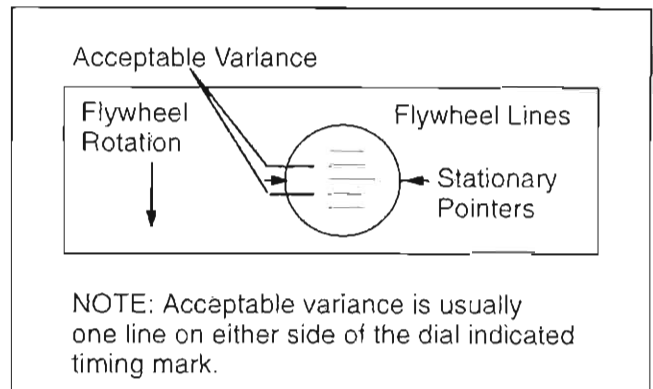 Acceptable Variance
Flywheel
Rotation
Flywheel Lines
Stationary
Pointers
NOTE: Acceptable variance is usually
one line on either side of the dial indicated
timing mark.